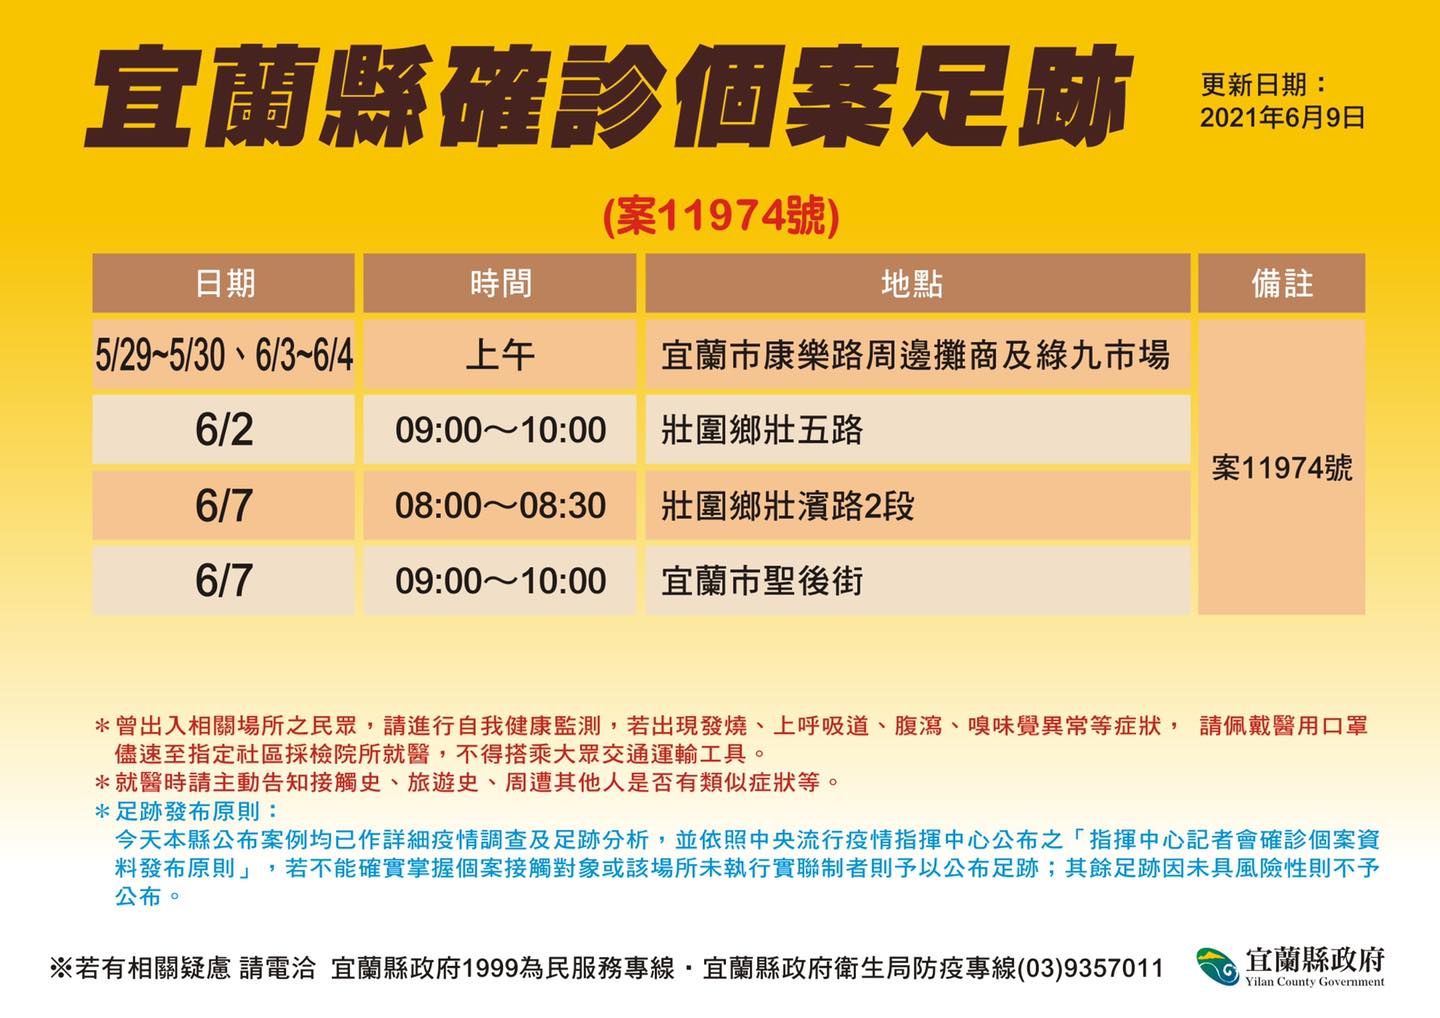 宜蘭縣確診個案足跡
更新日期：
2021年6月9日
(案11974號)
日期 時間 地點 備註
5/29~5/30、6/3~6/4 上午 宜蘭市康樂路周邊攤商及綠九市場
6/2 09:00～10:00 壯圍鄉壯五路
案11974號
6/7 08:00～08:30 壯圍鄉壯濱路2段
6/7 09:00～10:00 宜蘭市聖後街
＊曾出入相關場所之民眾，請進行自我健康監測，若出現發燒、上呼吸道、腹瀉、嗅味覺異常等症狀， 請佩戴醫用口罩
儘速至指定社區採檢院所就醫，不得搭乘大眾交通運輸工具。
＊就醫時請主動告知接觸史、旅遊史、周遭其他人是否有類似症狀等。
＊足跡發布原則：
今天本縣公布案例均已作詳細疫情調查及足跡分析，並依照中央流行疫情指揮中心公布之「指揮中心記者會確診個案資
料發布原則」，若不能確實掌握個案接觸對象或該場所未執行實聯制者則予以公布足跡；其餘足跡因未具風險性則不予
公布。
※若有相關疑慮 請電洽 宜蘭縣政府1999為民服務專線·宜蘭縣政府衛生局防疫專線(03)9357011
宜蘭縣政府
Yilan County Government